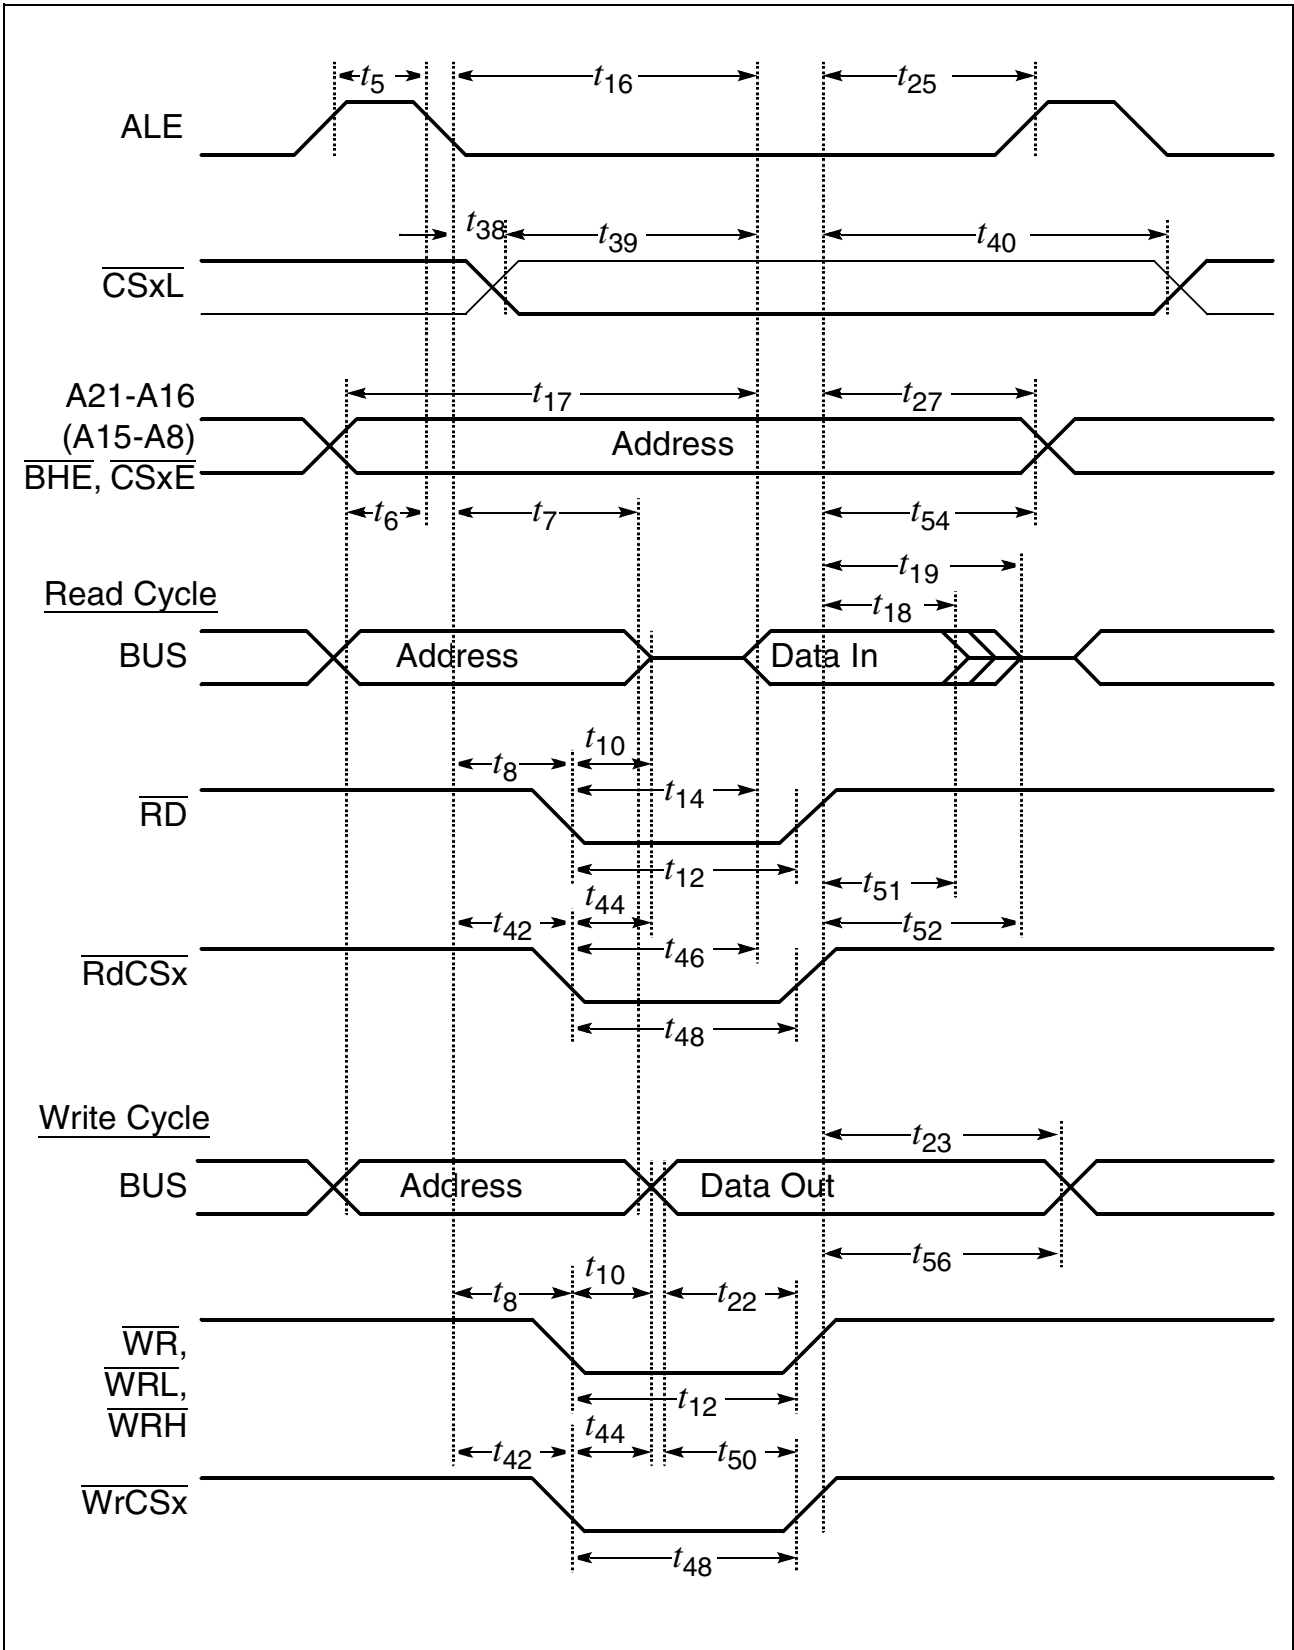 t5 t16 t25
ALE
t38 t39 t40
CSxL
A21-A16 t17 t27
(A15-A8) Address
BHE, CSxE
t6 t7 t54
t19
Read Cycle t18
BUS Address Data In
t10
t8 t14
RD
t12 t51
t44
t42 t46 t52
RdCSx
t48
Write Cycle t23
BUS Address Data Out
t56
t10
t8 t22
WR,
WRL, t12
WRH t44
t42 t50
WrCSx
t48